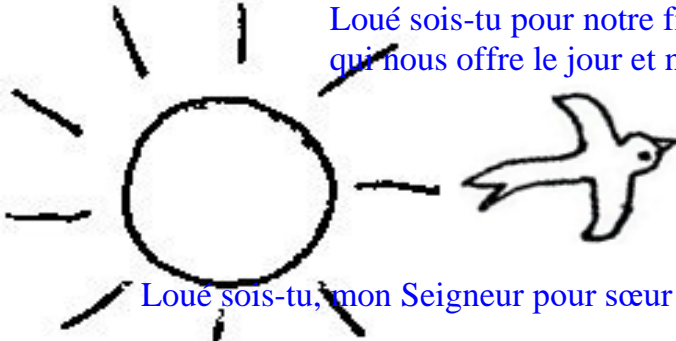 Loué sois-tu pour notre
qui nous offre le jour et
Loué sois-tu, mon Seigneur pour sœur